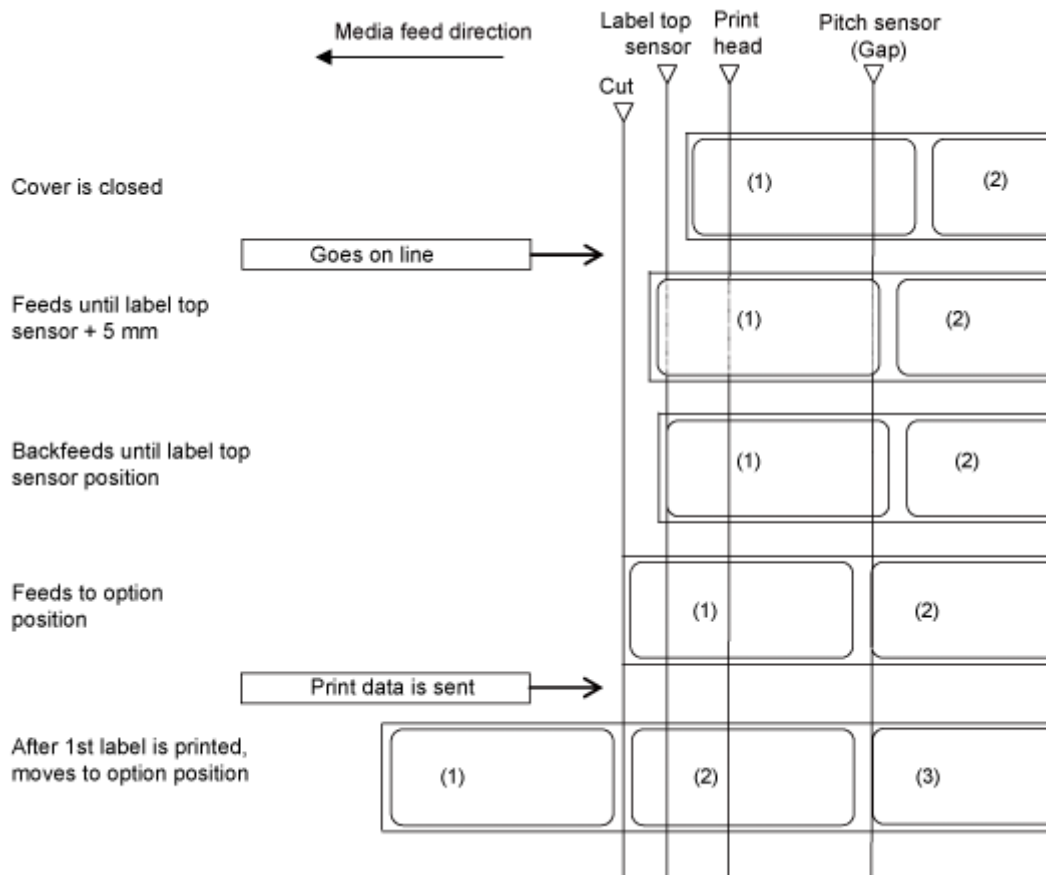 Media feed direction
Label top
sensor
Print
head
Pitch sensor
(Gap)
Cut
Cover is closed
(1)
(2)
Goes on line
Feeds until label top
sensor + 5 mm
(1)
(2)
Backfeeds until label top
sensor position
(1)
(2)
Feeds to option
position
(1)
(2)
Print data is sent
After 1st label is printed,
moves to option position
(1)
(2)
(3)